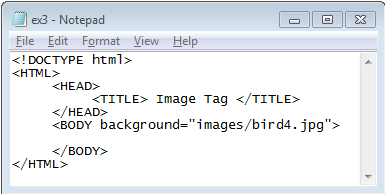 ex3 - Notepad
File Edit Format View Help
<!DOCTYPE html>
<HTML>
<HEAD>
<TITLE> Image Tag </TITLE>
</HEAD>
<BODY background="images/bird4.jpg">
</BODY>
</HTML>